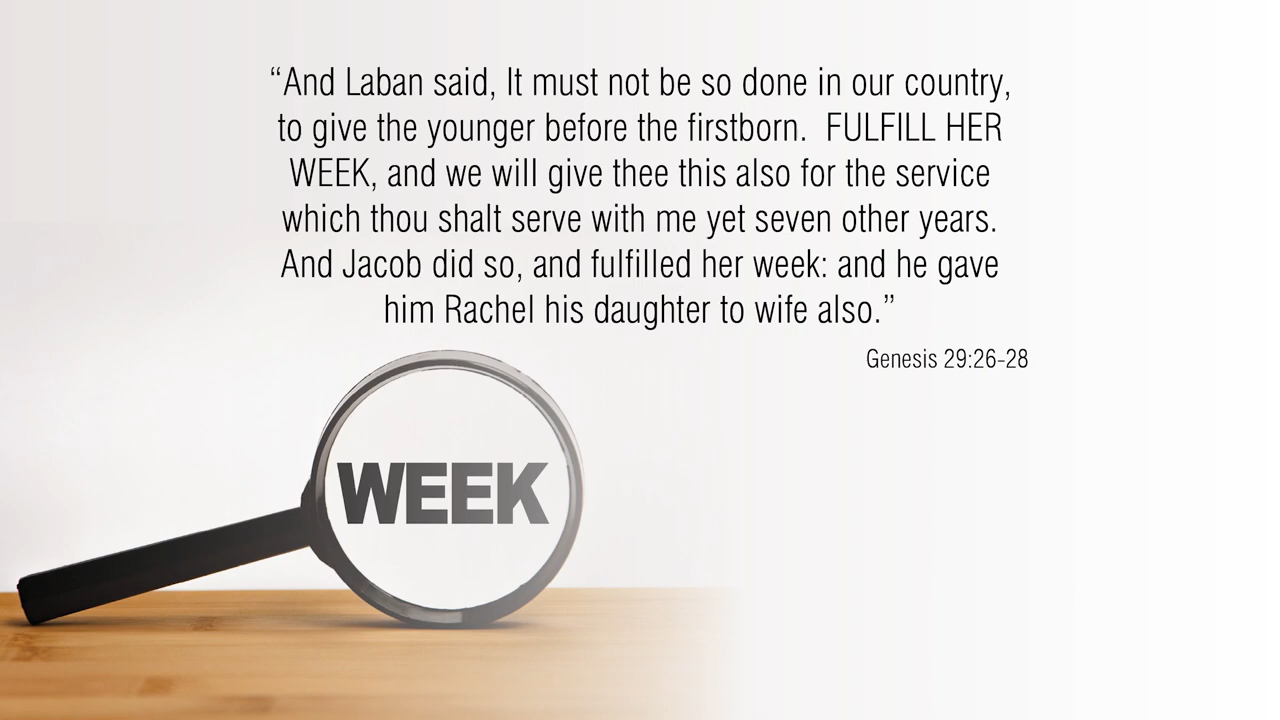 “And Laban said, It must not be so done in our country,
to give the younger before the firstborn.  FULFILL HER
WEEK, and we will give thee this also for the service
which thou shalt serve with me yet seven other years.
And Jacob did so, and fulfilled her week: and he gave
him Rachel his daughter to wife also.”
Genesis 29:26-28
WEEK